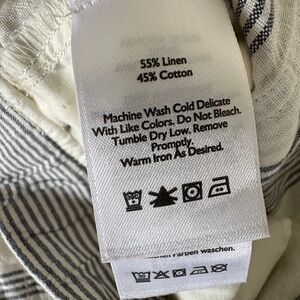 55% Linen
45% Cotton
Machine Wash Cold Delicate
With Like Colors. Do Not Bleach.
Tumble Dry Low. Remove
Promptly.
Warm Iron As Desired.
Farben waschen.